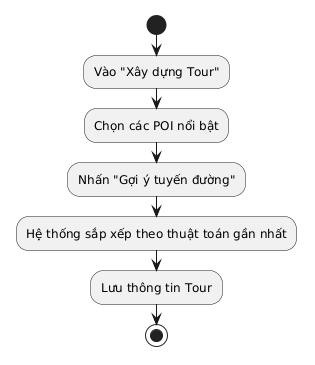 Vào "Xây dựng Tour"
Chọn các POI nổi bật
Nhấn "Gợi ý tuyến đường"
Hệ thống sắp xếp theo thuật toán gần nhất
Lưu thông tin Tour